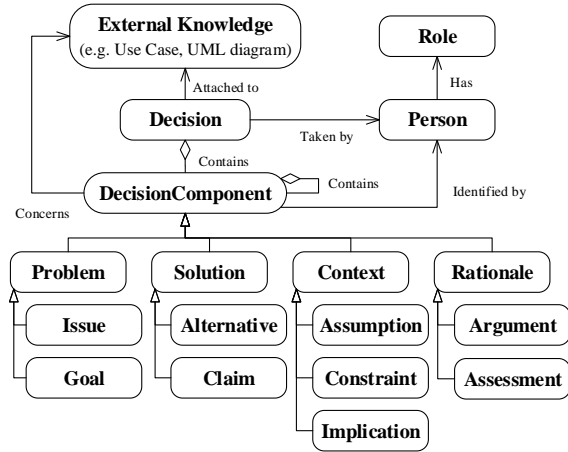 External Knowledge
(e.g. Use Case, UML diagram)
Role
Attached to
Has
Decision
Taken by
Person
Contains
DecisionComponent
Contains
Identified by
Concerns
Problem
Solution
Context
Rationale
Issue
Alternative
Assumption
Argument
Goal
Claim
Constraint
Assessment
Implication